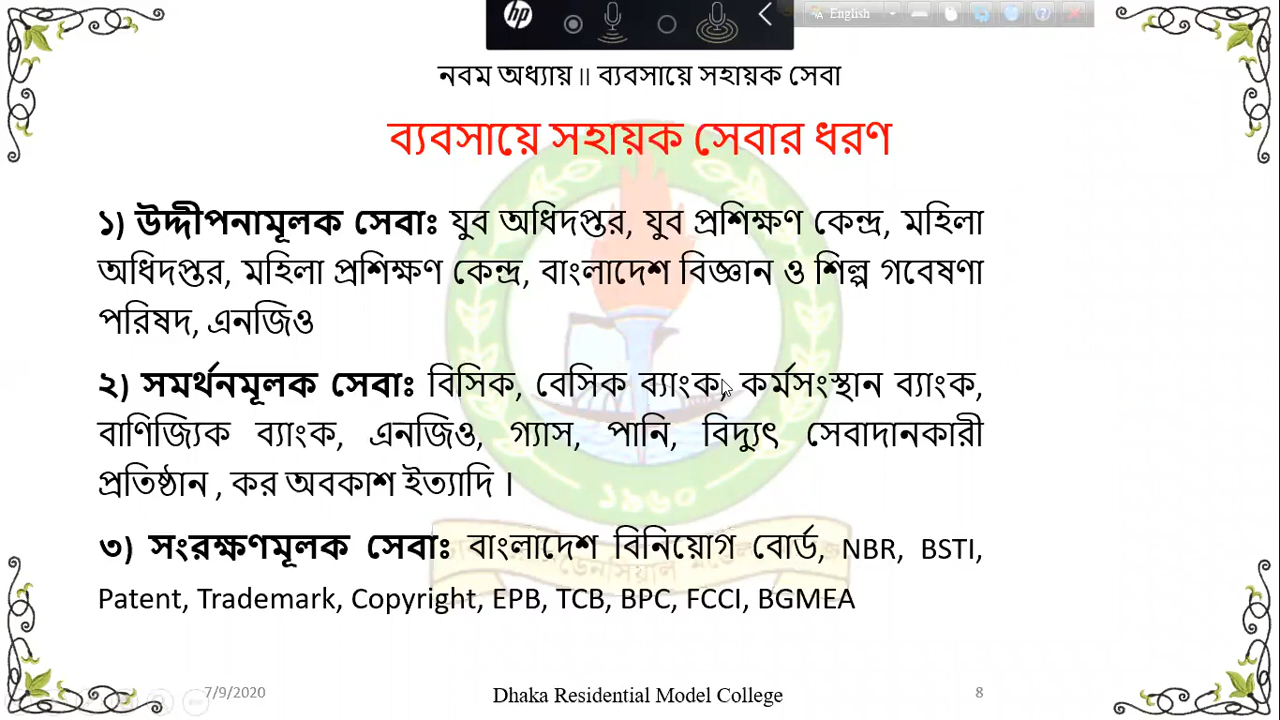 English
নবম অধ্যায় ॥ ব্যবসায়ে সহায়ক সেবা
ব্যবসায়ে সহায়ক সেবার ধরণ
১) উদ্দীপনামূলক সেবাঃ যুব অধিদপ্তর, যুব প্রশিক্ষণ কেন্দ্র, মহিলা
অধিদপ্তর, মহিলা প্রশিক্ষণ কেন্দ্র, বাংলাদেশ বিজ্ঞান ও শিল্প গবেষণা
পরিষদ, এনজিও
২) সমর্থনমূলক সেবাঃ বিসিক, বেসিক ব্যাংক, কর্মসংস্থান ব্যাংক,
বাণিজ্যিক ব্যাংক, এনজিও, গ্যাস, পানি, বিদ্যুৎ সেবাদানকারী
প্রতিষ্ঠান , কর অবকাশ ইত্যাদি ।
১৯৬০
৩) সংরক্ষণমূলক সেবাঃ বাংলাদেশ বিনিয়োগ বোর্ড, NBR, BSTI,
Patent, Trademark, Copyright, EPB, TCB, BPC, FCCI, BGMEA
7/9/2020 Dhaka Residential Model College 8